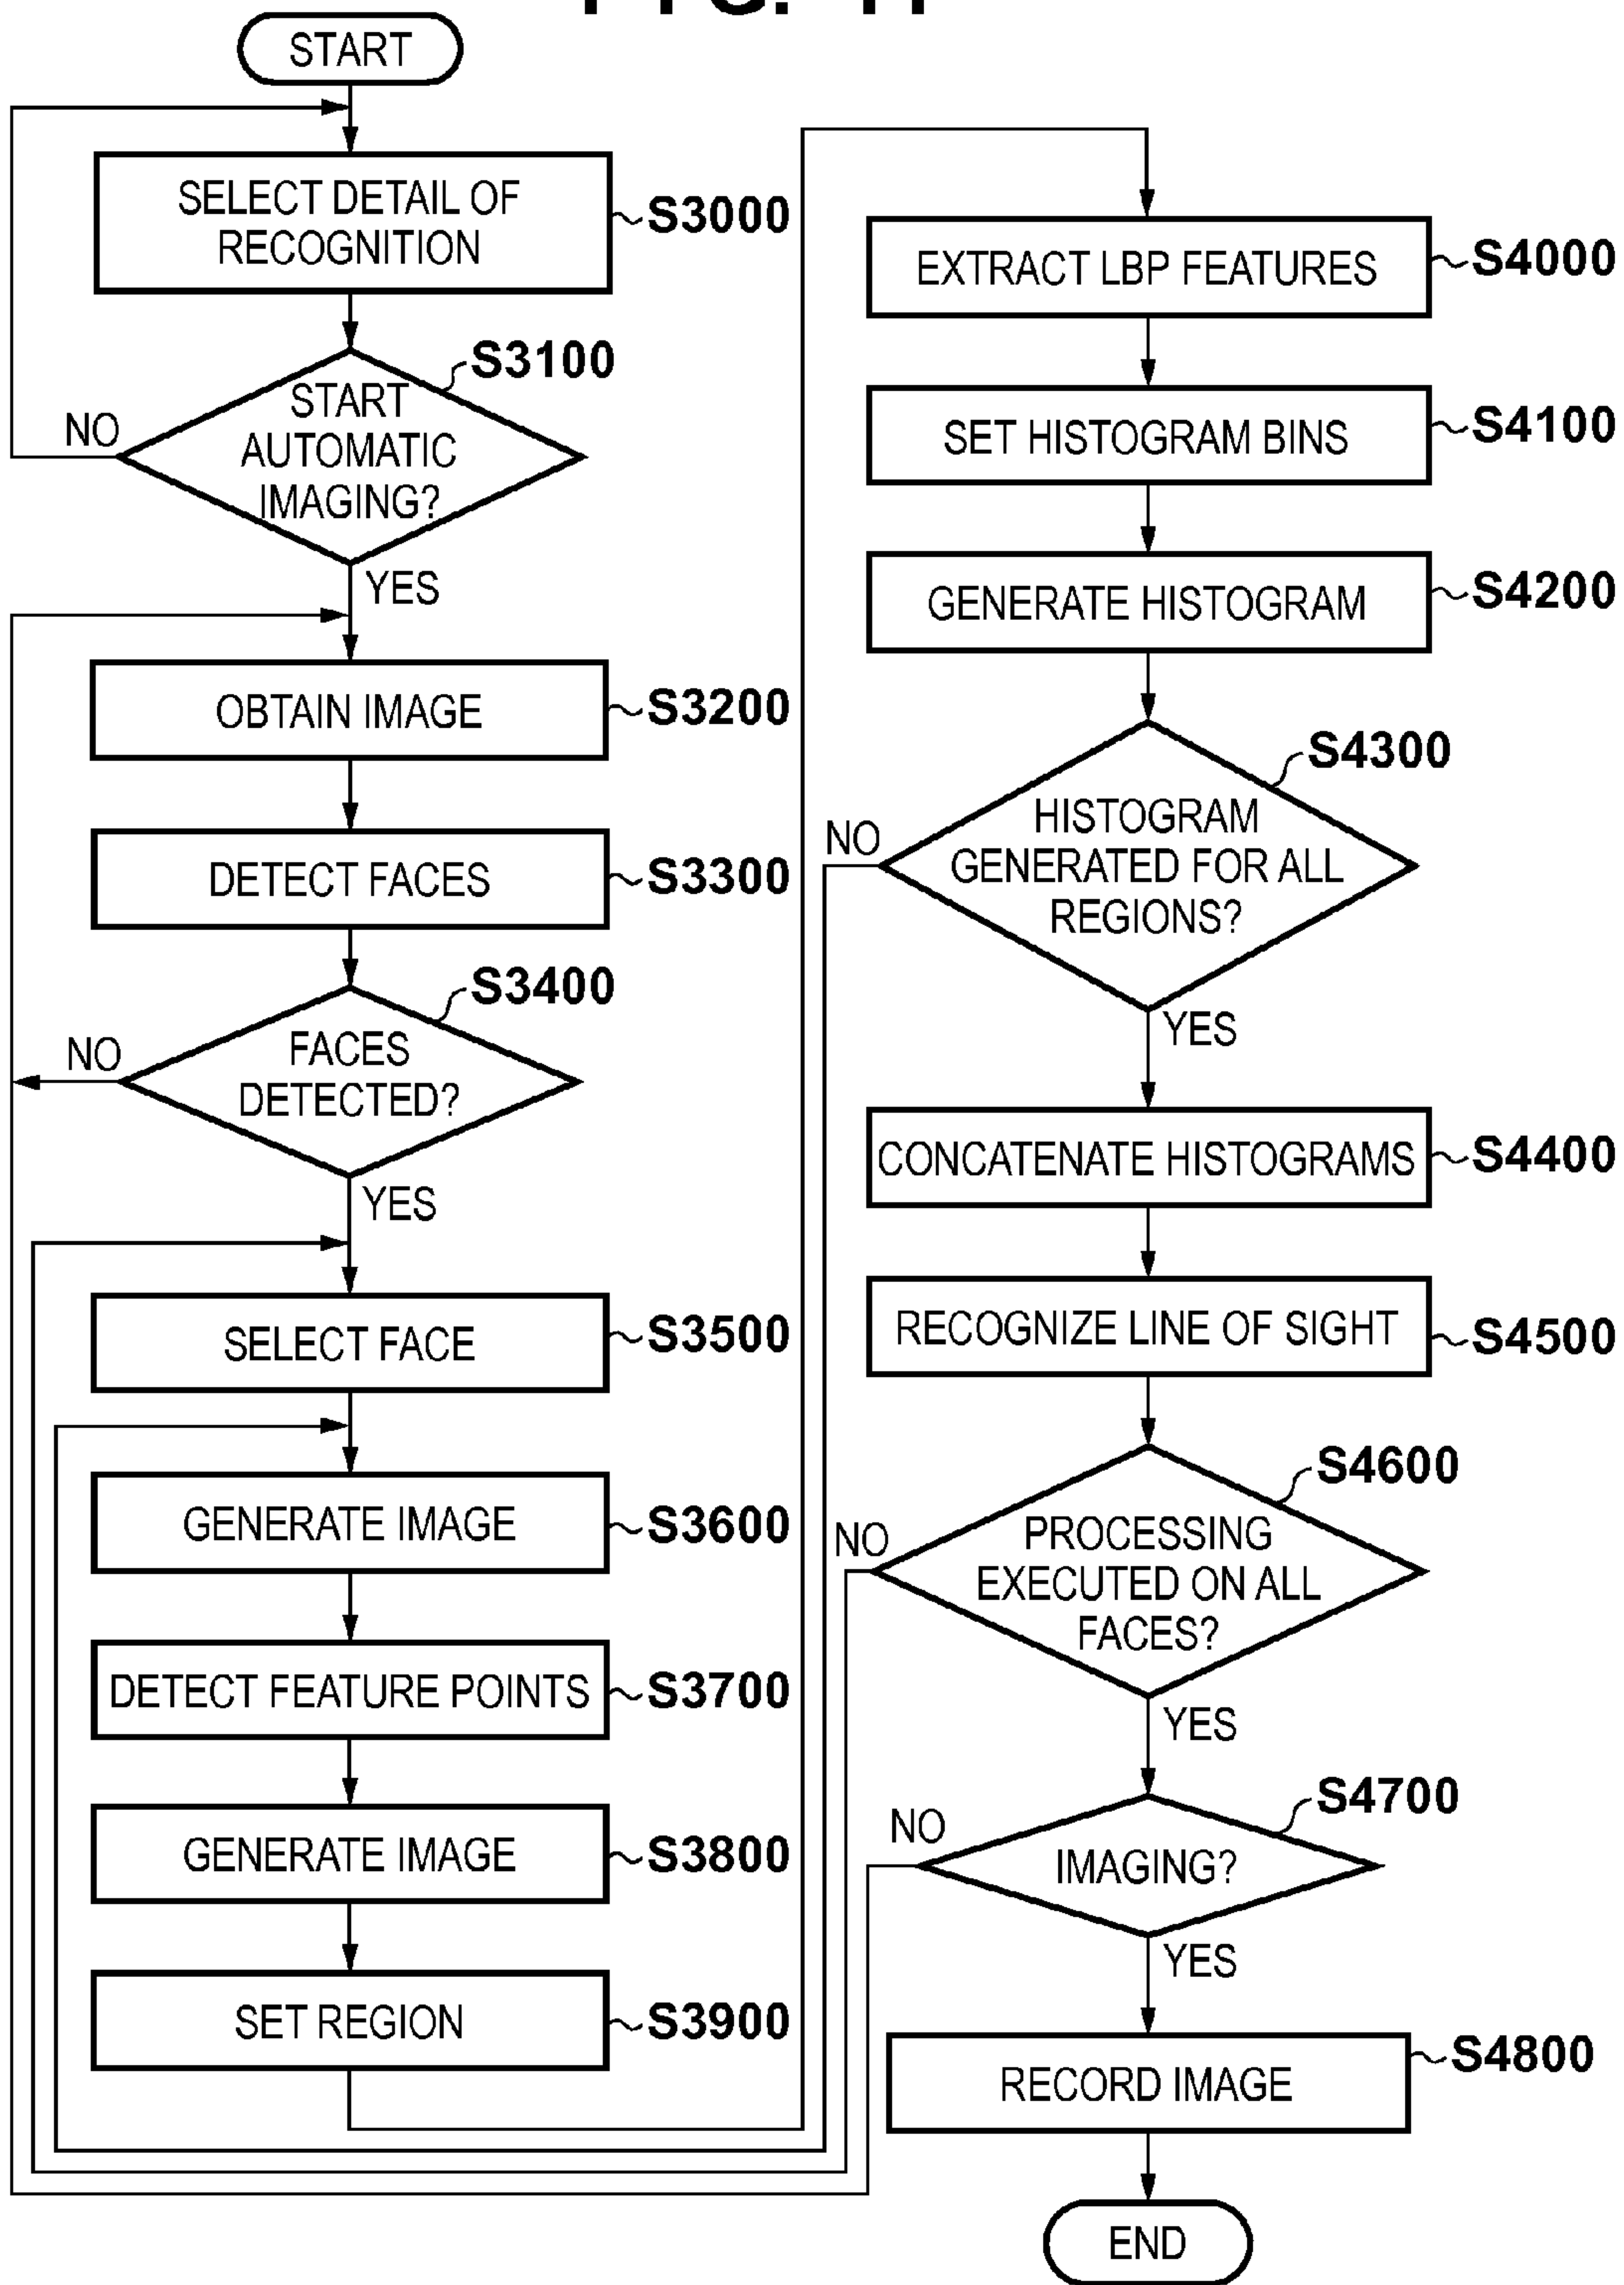 START
SELECT DETAIL OF
RECOGNITION
S3000
S3100
START
AUTOMATIC
IMAGING?
NO
YES
OBTAIN IMAGE
S3200
DETECT FACES
S3300
S3400
FACES
DETECTED?
NO
YES
SELECT FACE
S3500
GENERATE IMAGE
S3600
DETECT FEATURE POINTS
S3700
GENERATE IMAGE
S3800
SET REGION
S3900
EXTRACT LBP FEATURES
S4000
SET HISTOGRAM BINS
S4100
GENERATE HISTOGRAM
S4200
S4300
HISTOGRAM
GENERATED FOR ALL
REGIONS?
NO
YES
CONCATENATE HISTOGRAMS
S4400
RECOGNIZE LINE OF SIGHT
S4500
S4600
PROCESSING
EXECUTED ON ALL
FACES?
NO
YES
S4700
IMAGING?
NO
YES
RECORD IMAGE
S4800
END